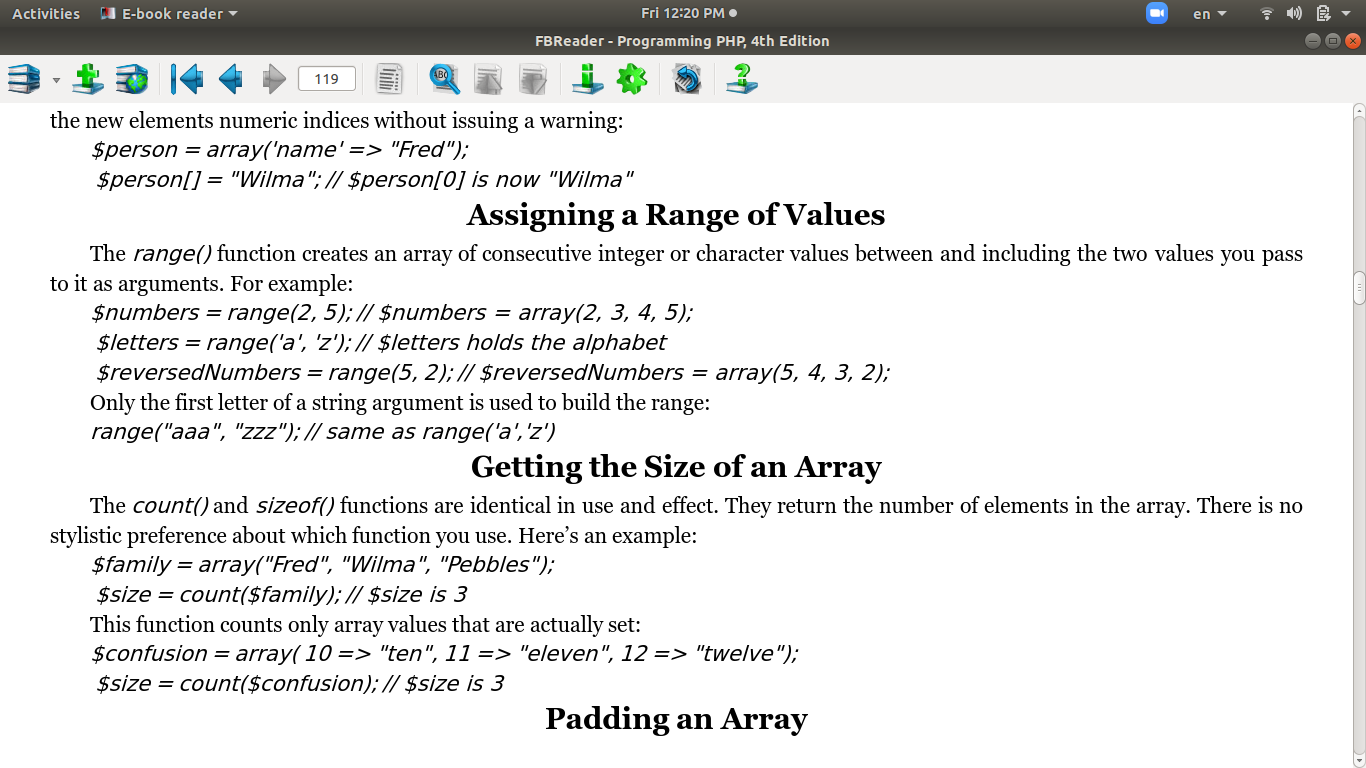 Activities E-book reader Fri 12:20 PM en
FBReader - Programming PHP, 4th Edition
119
ABC
the new elements numeric indices without issuing a warning:
$person = array('name' => "Fred");
$person[] = "Wilma"; // $person[0] is now "Wilma"
Assigning a Range of Values
The range() function creates an array of consecutive integer or character values between and including the two values you pass
to it as arguments. For example:
$numbers = range(2, 5); // $numbers = array(2, 3, 4, 5);
$letters = range('a', 'z'); // $letters holds the alphabet
$reversedNumbers = range(5, 2); // $reversedNumbers = array(5, 4, 3, 2);
Only the first letter of a string argument is used to build the range:
range("aaa", "zzz"); // same as range('a','z')
Getting the Size of an Array
The count() and sizeof() functions are identical in use and effect. They return the number of elements in the array. There is no
stylistic preference about which function you use. Here’s an example:
$family = array("Fred", "Wilma", "Pebbles");
$size = count($family); // $size is 3
This function counts only array values that are actually set:
$confusion = array( 10 => "ten", 11 => "eleven", 12 => "twelve");
$size = count($confusion); // $size is 3
Padding an Array